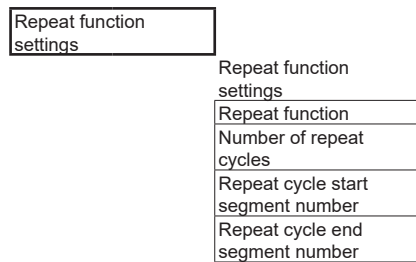 Repeat function
settings
Repeat function
settings
Repeat function
Number of repeat
cycles
Repeat cycle start
segment number
Repeat cycle end
segment number